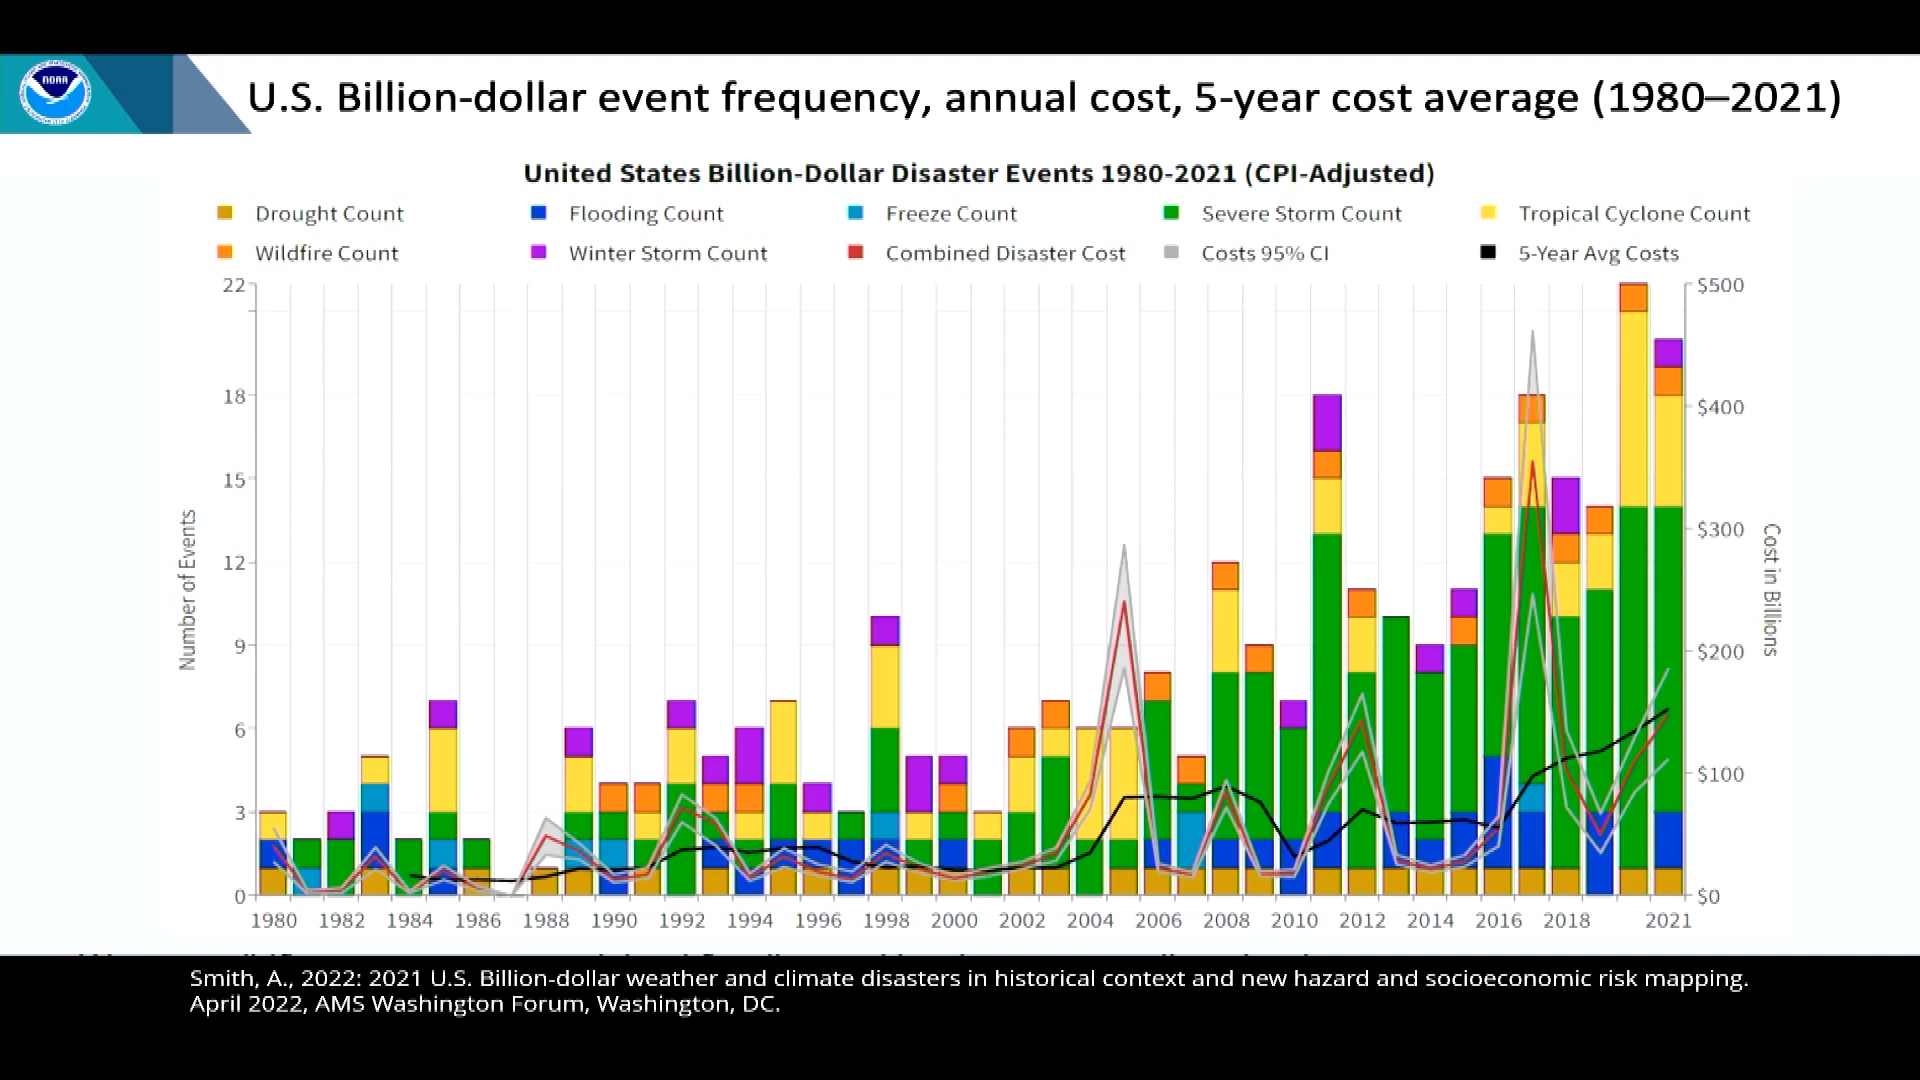 NOAA
U.S. Billion-dollar event frequency, annual cost, 5-year cost average (1980–2021)
United States Billion-Dollar Disaster Events 1980-2021 (CPI-Adjusted)
Drought Count Flooding Count Freeze Count Severe Storm Count Tropical Cyclone Count
Wildfire Count Winter Storm Count Combined Disaster Cost Costs 95% CI 5-Year Avg Costs
22 $500
18 $400
15 $300
12
9 $200
6 $100
3
0 $0
Number of Events
Cost in Billions
1980 1982 1984 1986 1988 1990 1992 1994 1996 1998 2000 2002 2004 2006 2008 2010 2012 2014 2016 2018 2021
Smith, A., 2022: 2021 U.S. Billion-dollar weather and climate disasters in historical context and new hazard and socioeconomic risk mapping.
April 2022, AMS Washington Forum, Washington, DC.